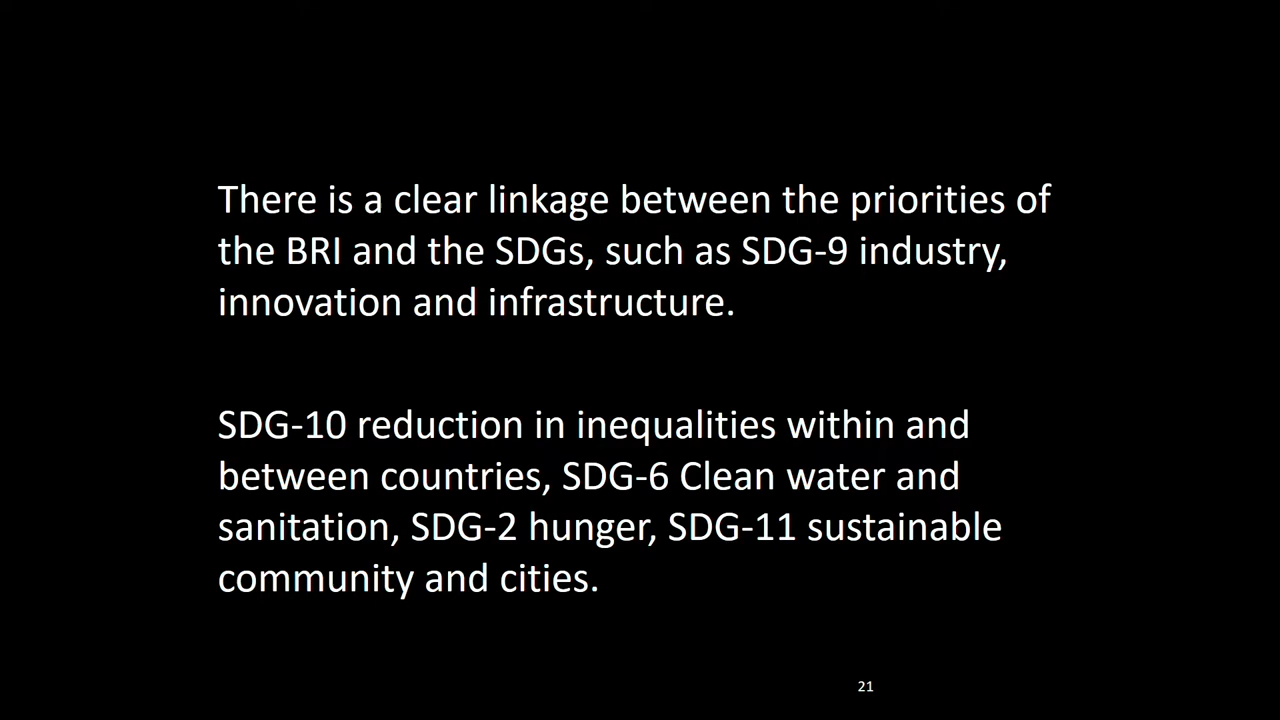 There is a clear linkage between the priorities of
the BRI and the SDGs, such as SDG-9 industry,
innovation and infrastructure.
SDG-10 reduction in inequalities within and
between countries, SDG-6 Clean water and
sanitation, SDG-2 hunger, SDG-11 sustainable
community and cities.
21